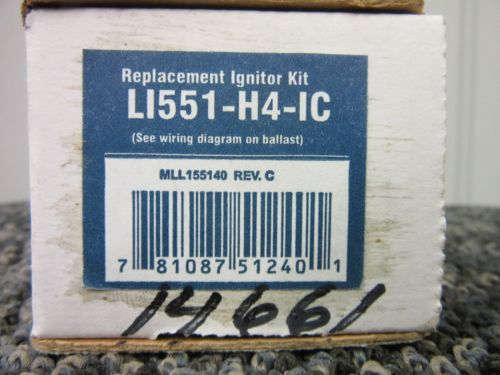 Replacement Ignitor Kit
LI551-H4-IC
(See wiring diagram on ballast)
MLL155140 REV. C
7 81087 51240 1
14661